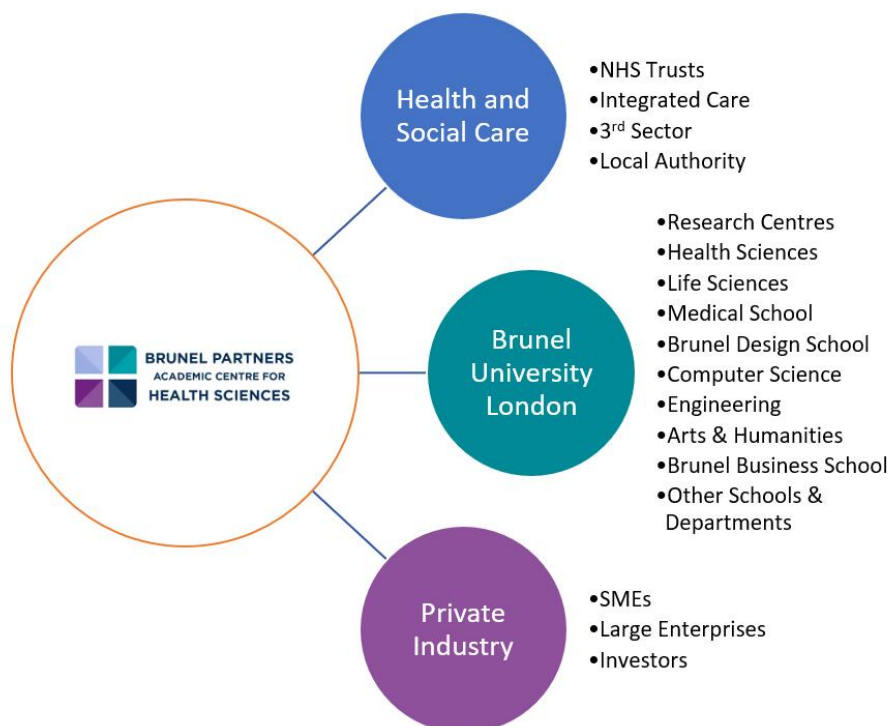 BRUNEL PARTNERS
ACADEMIC CENTRE FOR
HEALTH SCIENCES
Health and
Social Care
•NHS Trusts
•Integrated Care
•3rd Sector
•Local Authority
Brunel
University
London
•Research Centres
•Health Sciences
•Life Sciences
•Medical School
•Brunel Design School
•Computer Science
•Engineering
•Arts & Humanities
•Brunel Business School
•Other Schools &
Departments
Private
Industry
•SMEs
•Large Enterprises
•Investors